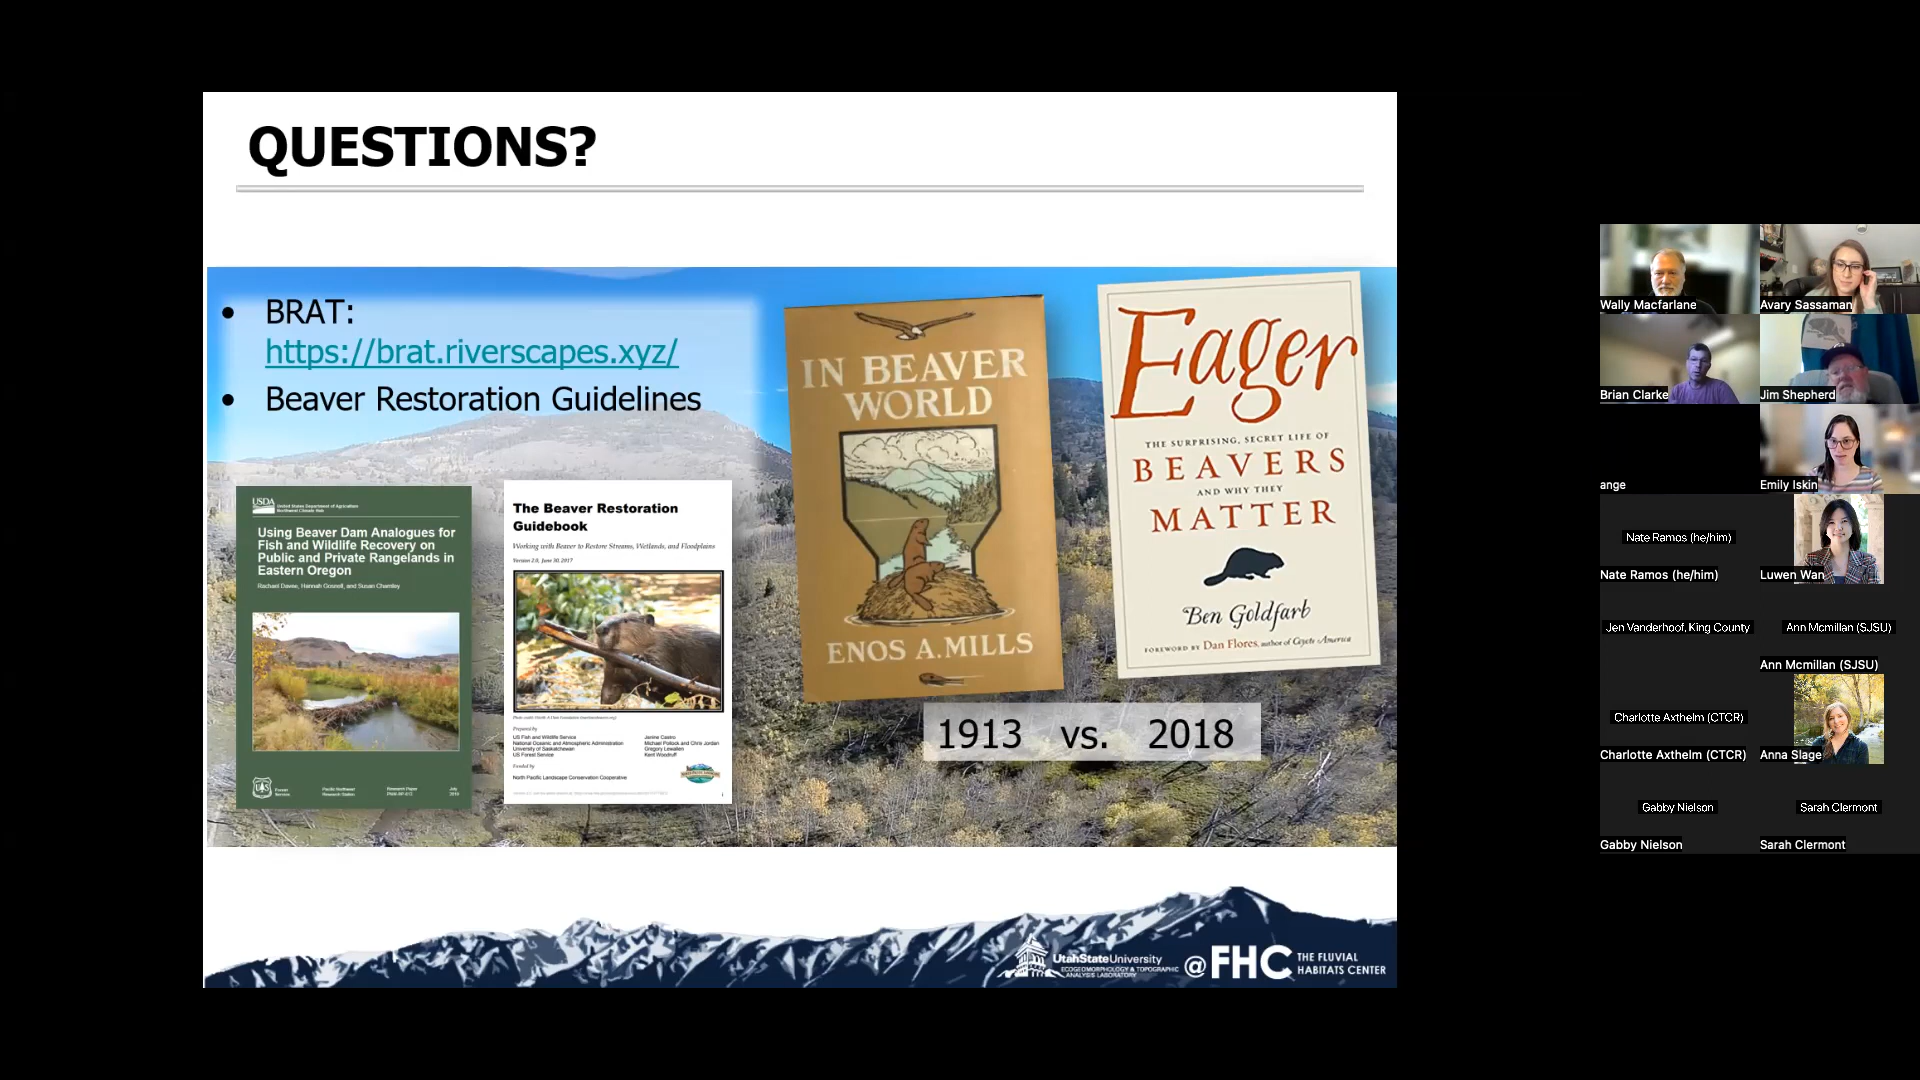 QUESTIONS?
• BRAT:
https://brat.riverscapes.xyz/
• Beaver Restoration Guidelines
USDA
United States Department of Agriculture
Northwest Climate Hub
Using Beaver Dam Analogues for
Fish and Wildlife Recovery on
Public and Private Rangelands in
Eastern Oregon
Rachael Davee, Hannah Gosnell, and Susan Charnley
Forest
Service
Pacific Northwest
Research Station
Research Paper
PNW-RP-612
July
2019
The Beaver Restoration
Guidebook
Working with Beaver to Restore Streams, Wetlands, and Floodplains
Version 2.0, June 30, 2017
Prepared by
US Fish and Wildlife Service
National Oceanic and Atmospheric Administration
University of Saskatchewan
US Forest Service
Janine Castro
Michael Pollock and Chris Jordan
Gregory Lewallen
Kent Woodruff
Funded by
North Pacific Landscape Conservation Cooperative
IN BEAVER
WORLD
ENOS A. MILLS
Eager
THE SURPRISING, SECRET LIFE OF
BEAVERS
AND WHY THEY
MATTER
Ben Goldfarb
FOREWORD BY Dan Flores, author of Coyote America
1913 vs. 2018
UtahStateUniversity
ECOGEOMORPHOLOGY & TOPOGRAPHIC
ANALYSIS LABORATORY
@FHC THE FLUVIAL
HABITATS CENTER
Wally Macfarlane
Avary Sassaman
Brian Clarke
Jim Shepherd
ange
Emily Iskin
Nate Ramos (he/him)
Nate Ramos (he/him)
Luwen Wan
Jen Vanderhoof, King County
Ann Mcmillan (SJSU)
Ann Mcmillan (SJSU)
Charlotte Axthelm (CTCR)
Charlotte Axthelm (CTCR)
Anna Slage
Gabby Nielson
Sarah Clermont
Gabby Nielson
Sarah Clermont